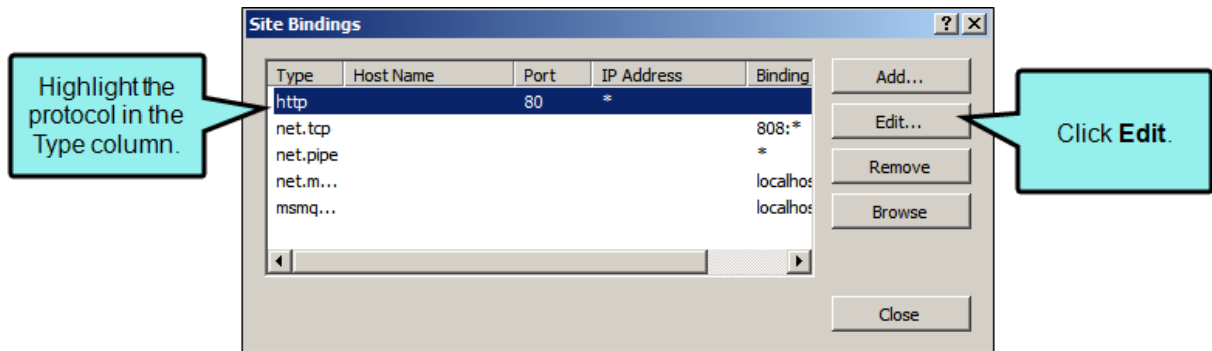 Site Bindings
Highlight the
protocol in the
Type column.
Type Host Name Port IP Address Binding
http 80 *
net.tcp 808:*
net.pipe *
net.m... localhos
msmq... localhos
Add...
Edit...
Remove
Browse
Close
Click Edit.